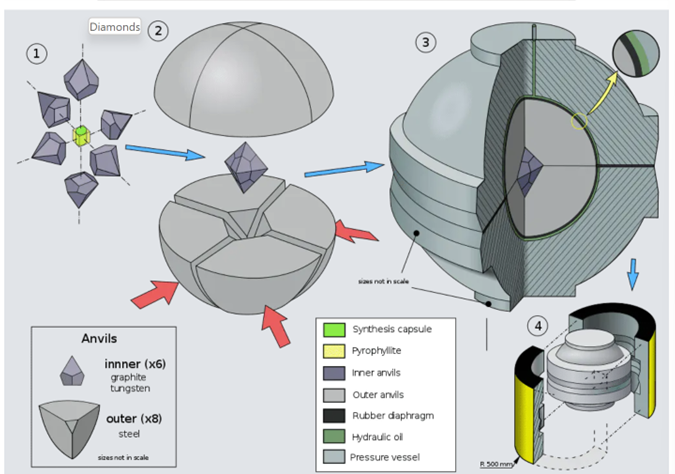 Diamonds
1
2
3
sizes not in scale
4
R 500 mm
Anvils
innner (x6)
graphite
tungsten
outer (x8)
steel
sizes not in scale
Synthesis capsule
Pyrophyllite
Inner anvils
Outer anvils
Rubber diaphragm
Hydraulic oil
Pressure vessel